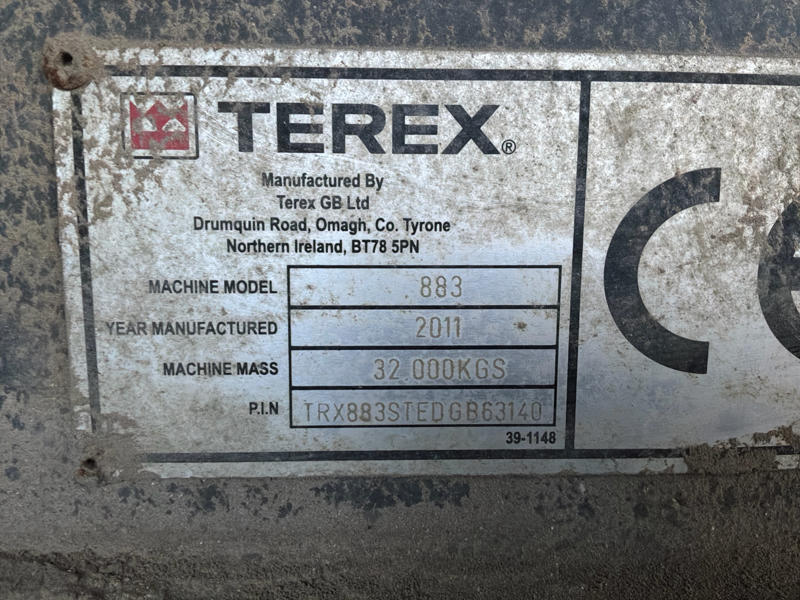 TEREX®
Manufactured By
Terex GB Ltd
Drumquin Road, Omagh, Co. Tyrone
Northern Ireland, BT78 5PN
MACHINE MODEL 883
YEAR MANUFACTURED 2011
MACHINE MASS 32 000KGS
P.I.N TRX883STEDGB63140
39-1148
CE